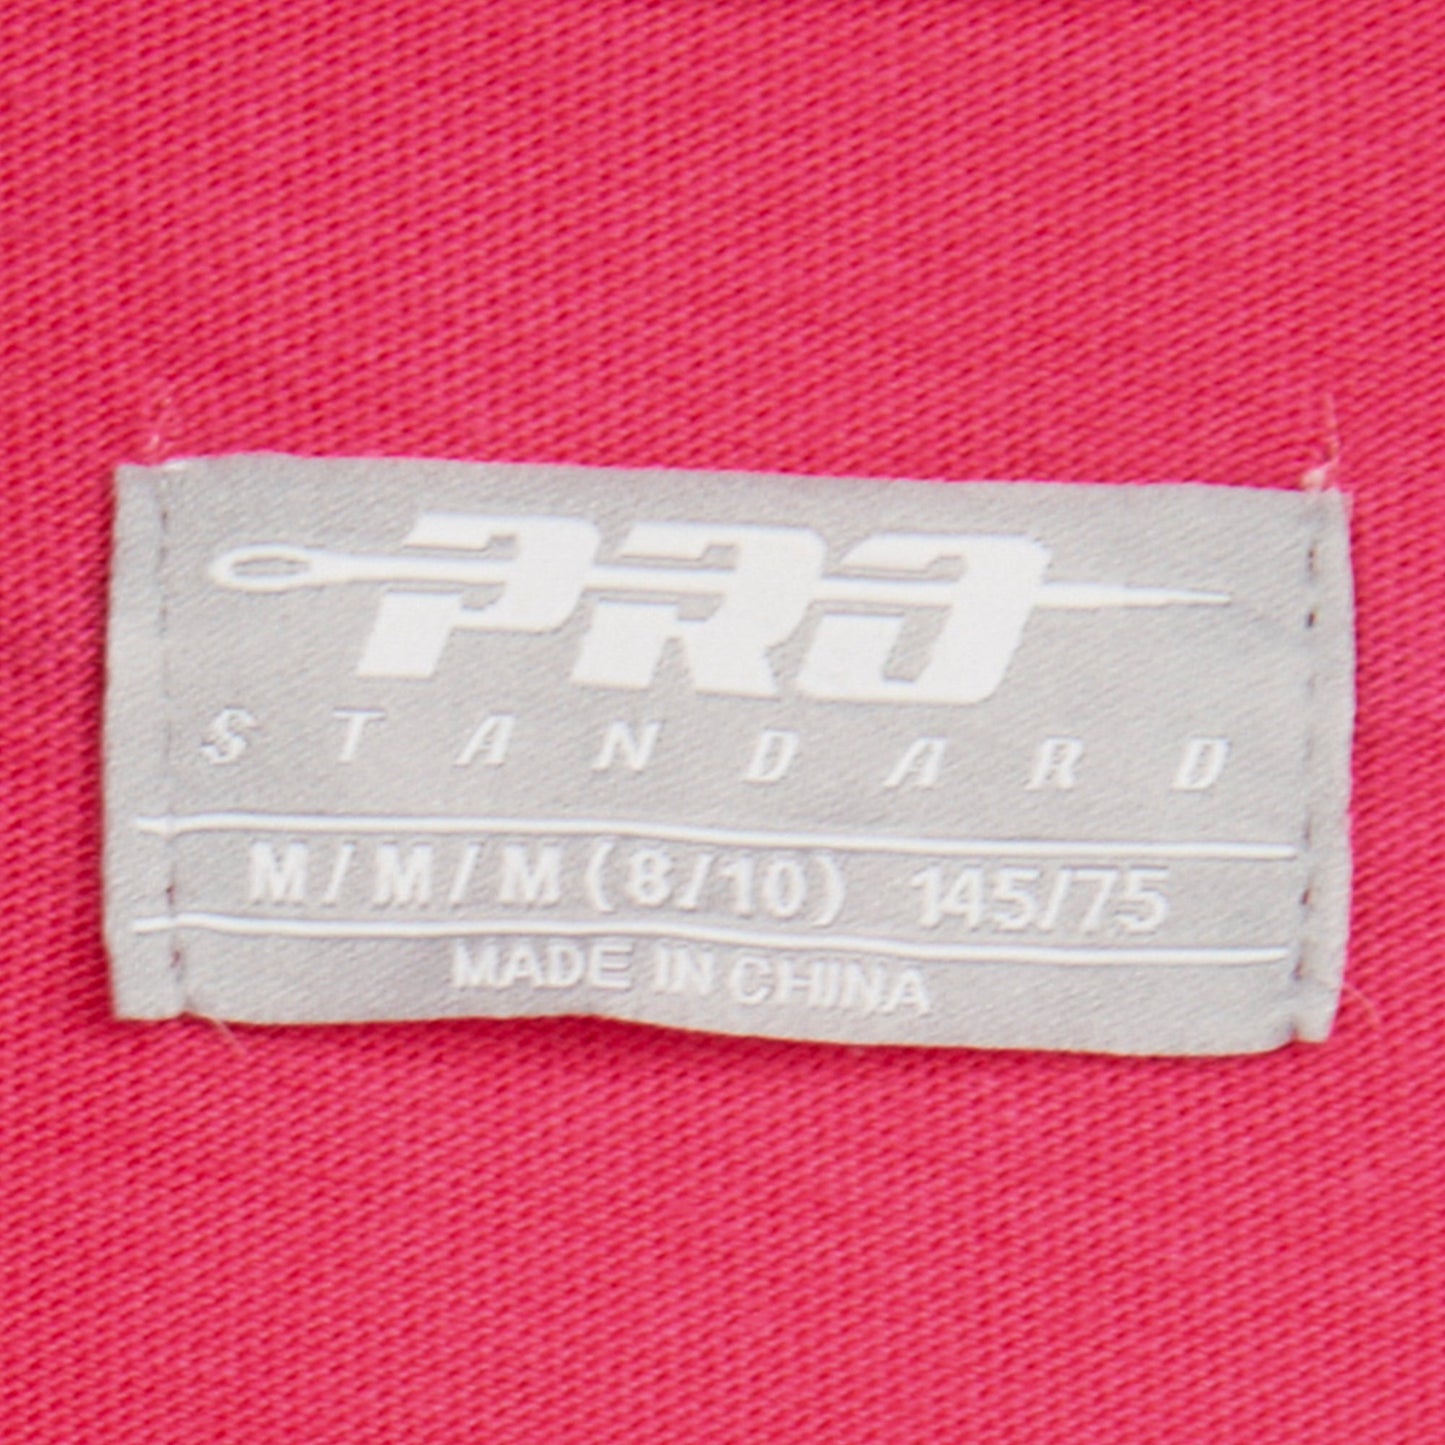 PRO
STANDARD
M / M / M (8/10) 145/75
MADE IN CHINA